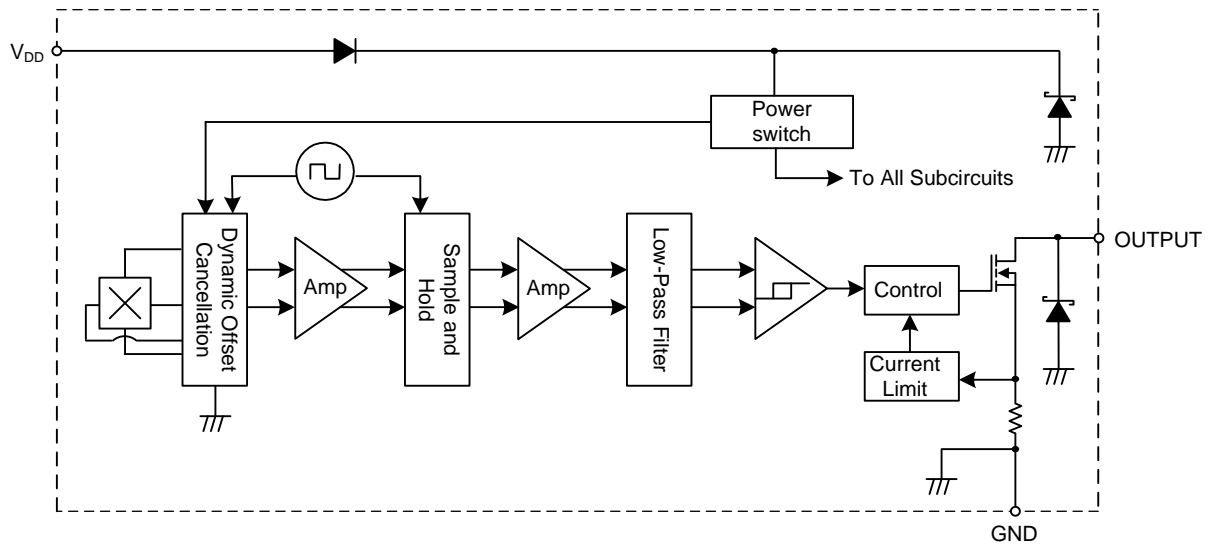 V_DD
Power
switch
To All Subcircuits
Dynamic Offset
Cancellation
Amp
Sample and
Hold
Amp
Low-Pass Filter
Control
Current
Limit
OUTPUT
GND